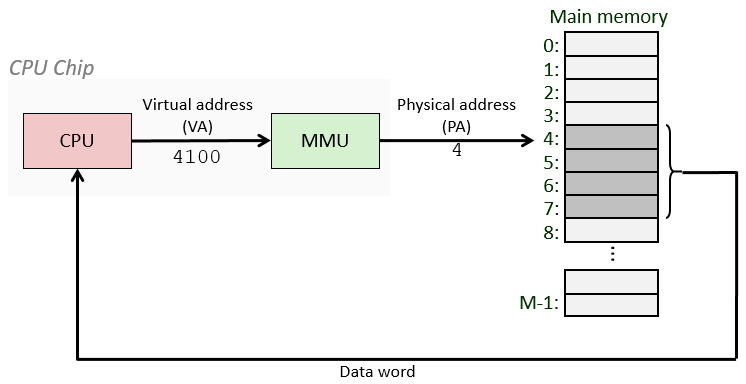 Main memory
0:
CPU Chip
1:
2:
Virtual address
(VA)
Physical address
(PA)
3:
CPU
MMU
4100
4
4:
5:
6:
7:
8:
...
M-1:
Data word